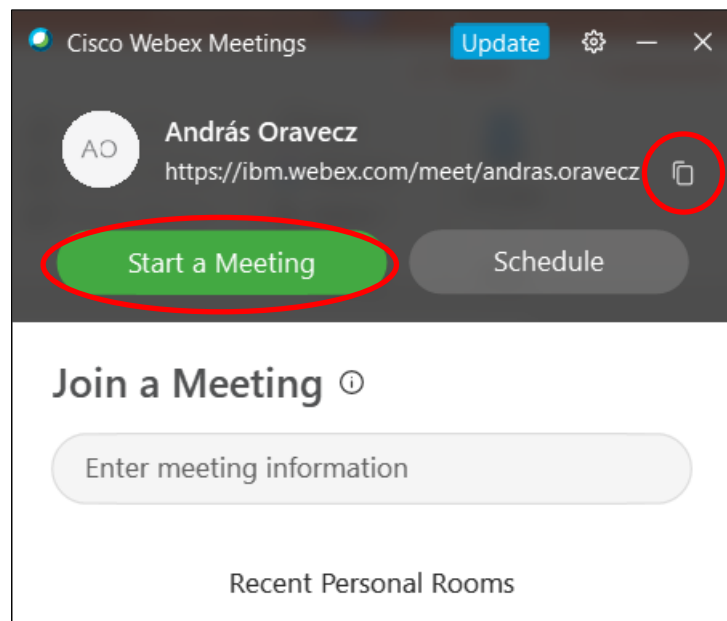 Cisco Webex Meetings Update
OA
András Oravecz
https://ibm.webex.com/meet/andras.oravecz
Start a Meeting Schedule
Join a Meeting
Enter meeting information
Recent Personal Rooms